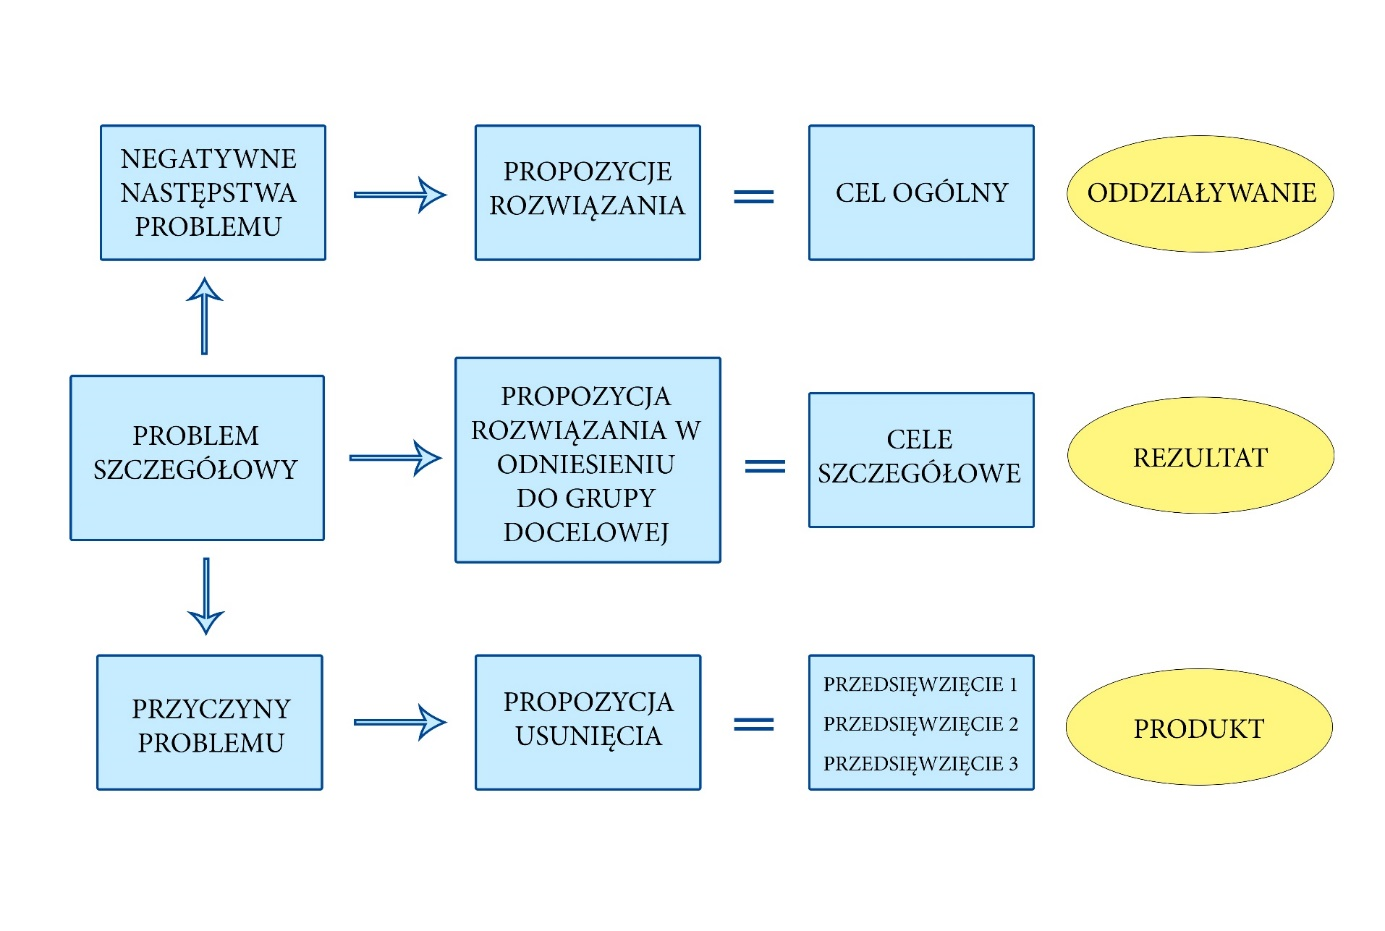 NEGATYWNE
NASTĘPSTWA
PROBLEMU
PROPOZYCJE
ROZWIĄZANIA
CEL OGÓLNY
ODDZIAŁYWANIE
PROBLEM
SZCZEGÓŁOWY
PROPOZYCJA
ROZWIĄZANIA W
ODNIESIENIU
DO GRUPY
DOCELOWEJ
CELE
SZCZEGÓŁOWE
REZULTAT
PRZYCZYNY
PROBLEMU
PROPOZYCJA
USUNIĘCIA
PRZEDSIĘWZIĘCIE 1
PRZEDSIĘWZIĘCIE 2
PRZEDSIĘWZIĘCIE 3
PRODUKT